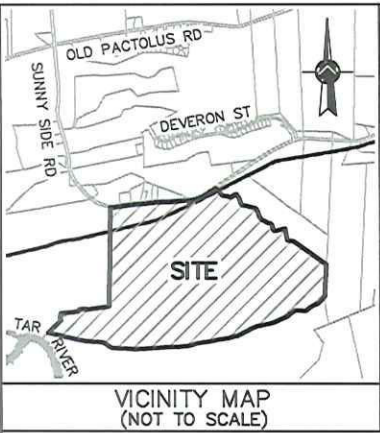 OLD PACTOLUS RD
SUNNY SIDE RD
DEVERON ST
SITE
TAR RIVER
VICINITY MAP
(NOT TO SCALE)